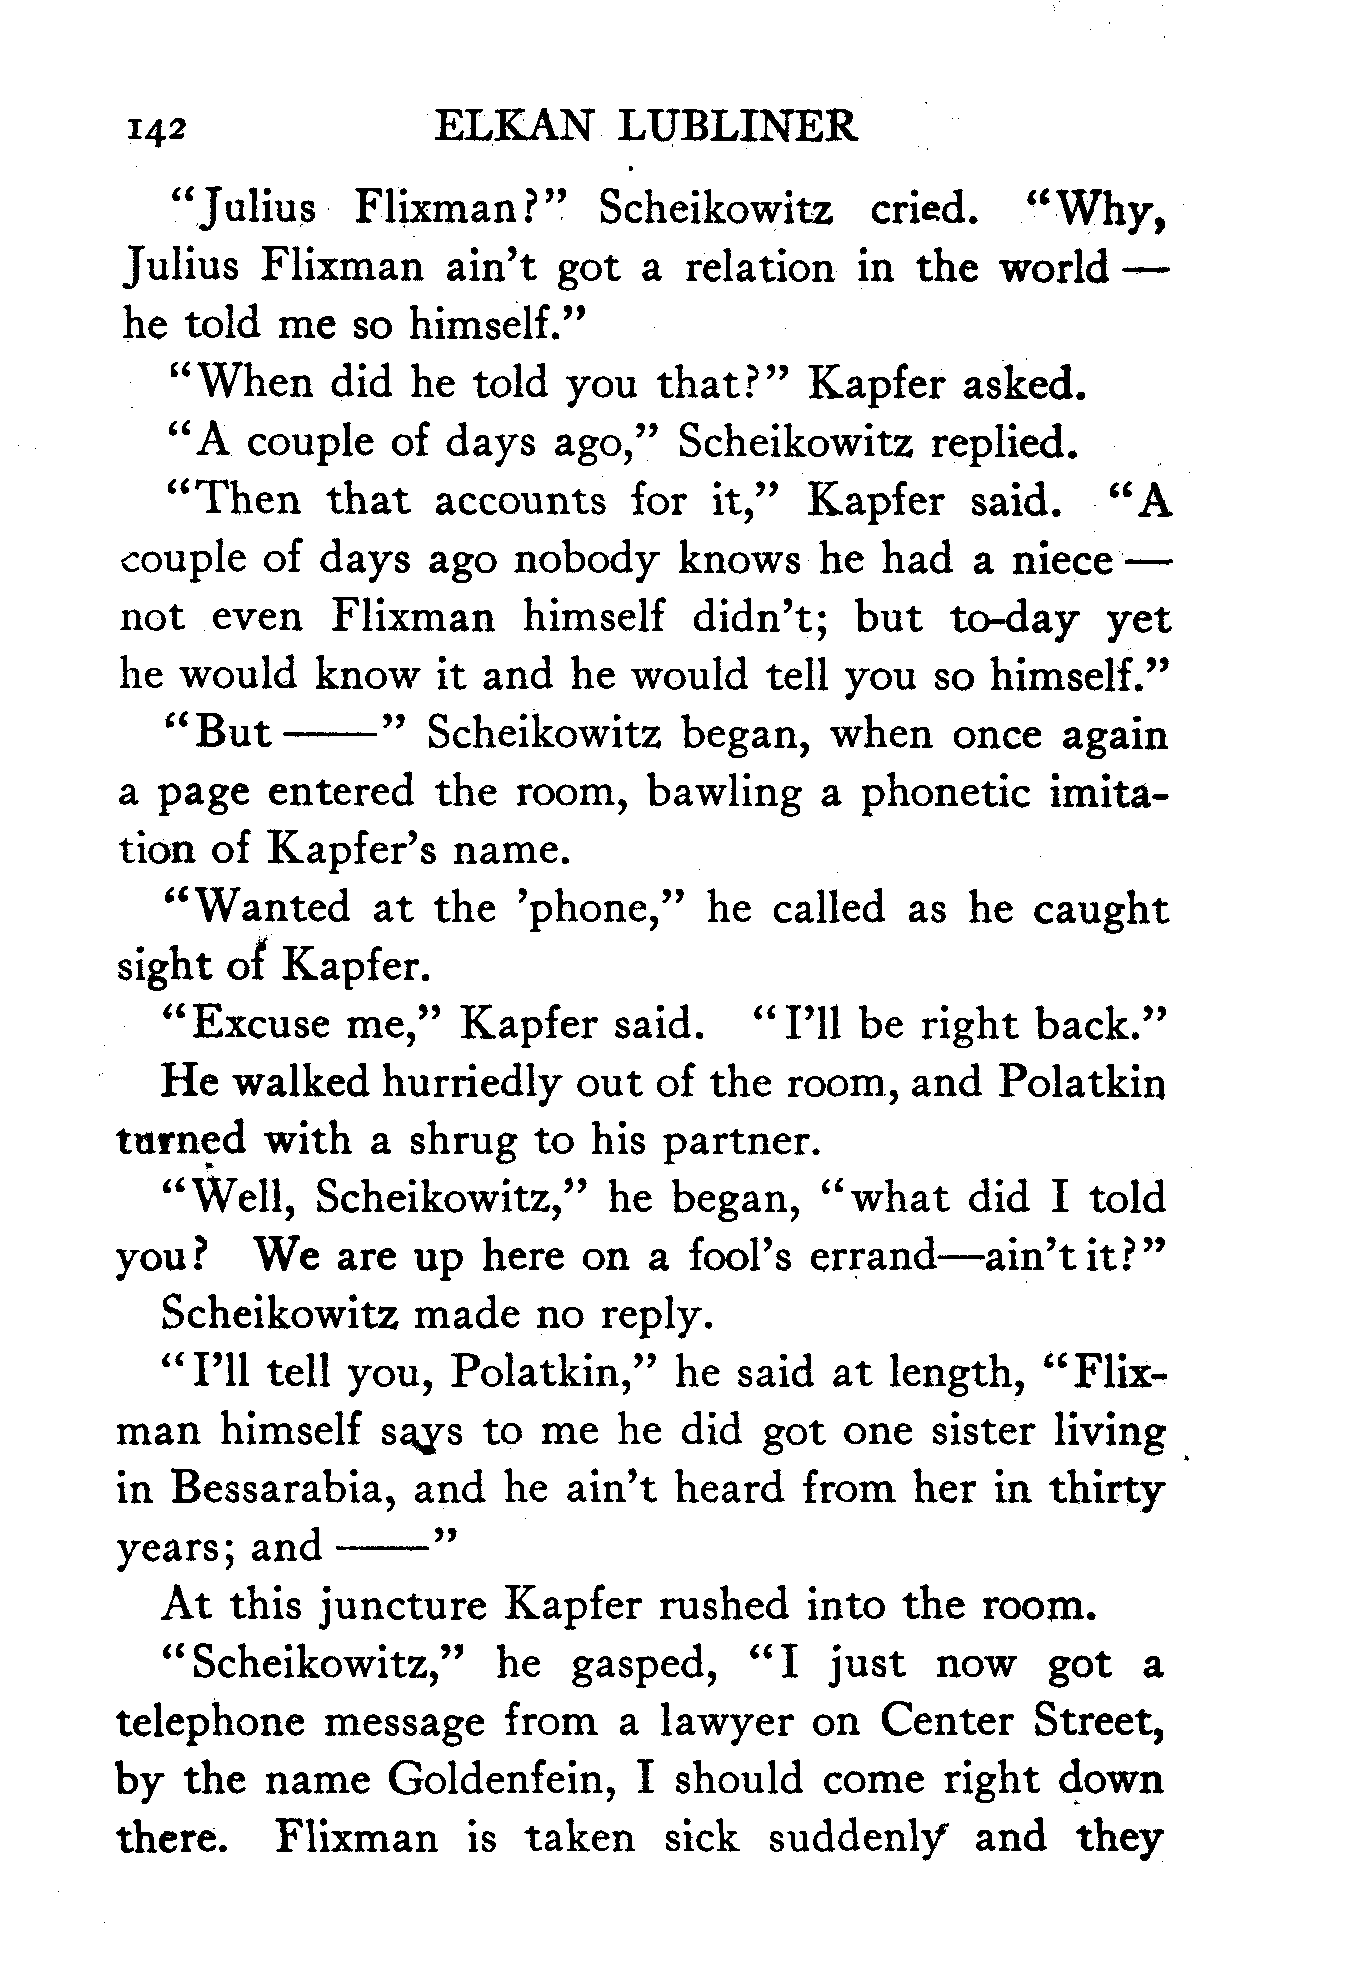 142 ELKAN LUBLINER
“Julius Flixman?” Scheikowitz cried. “Why,
Julius Flixman ain’t got a relation in the world —
he told me so himself.”
“When did he told you that?” Kapfer asked.
“A couple of days ago,” Scheikowitz replied.
“Then that accounts for it,” Kapfer said. “A
couple of days ago nobody knows he had a niece —
not even Flixman himself didn’t; but to-day yet
he would know it and he would tell you so himself.”
“But ——” Scheikowitz began, when once again
a page entered the room, bawling a phonetic imita-
tion of Kapfer’s name.
“Wanted at the ’phone,” he called as he caught
sight of Kapfer.
“Excuse me,” Kapfer said. “I’ll be right back.”
He walked hurriedly out of the room, and Polatkin
turned with a shrug to his partner.
“Well, Scheikowitz,” he began, “what did I told
you? We are up here on a fool’s errand—ain’t it?”
Scheikowitz made no reply.
“I’ll tell you, Polatkin,” he said at length, “Flix-
man himself says to me he did got one sister living
in Bessarabia, and he ain’t heard from her in thirty
years; and ——”
At this juncture Kapfer rushed into the room.
“Scheikowitz,” he gasped, “I just now got a
telephone message from a lawyer on Center Street,
by the name Goldenfein, I should come right down
there. Flixman is taken sick suddenly and they